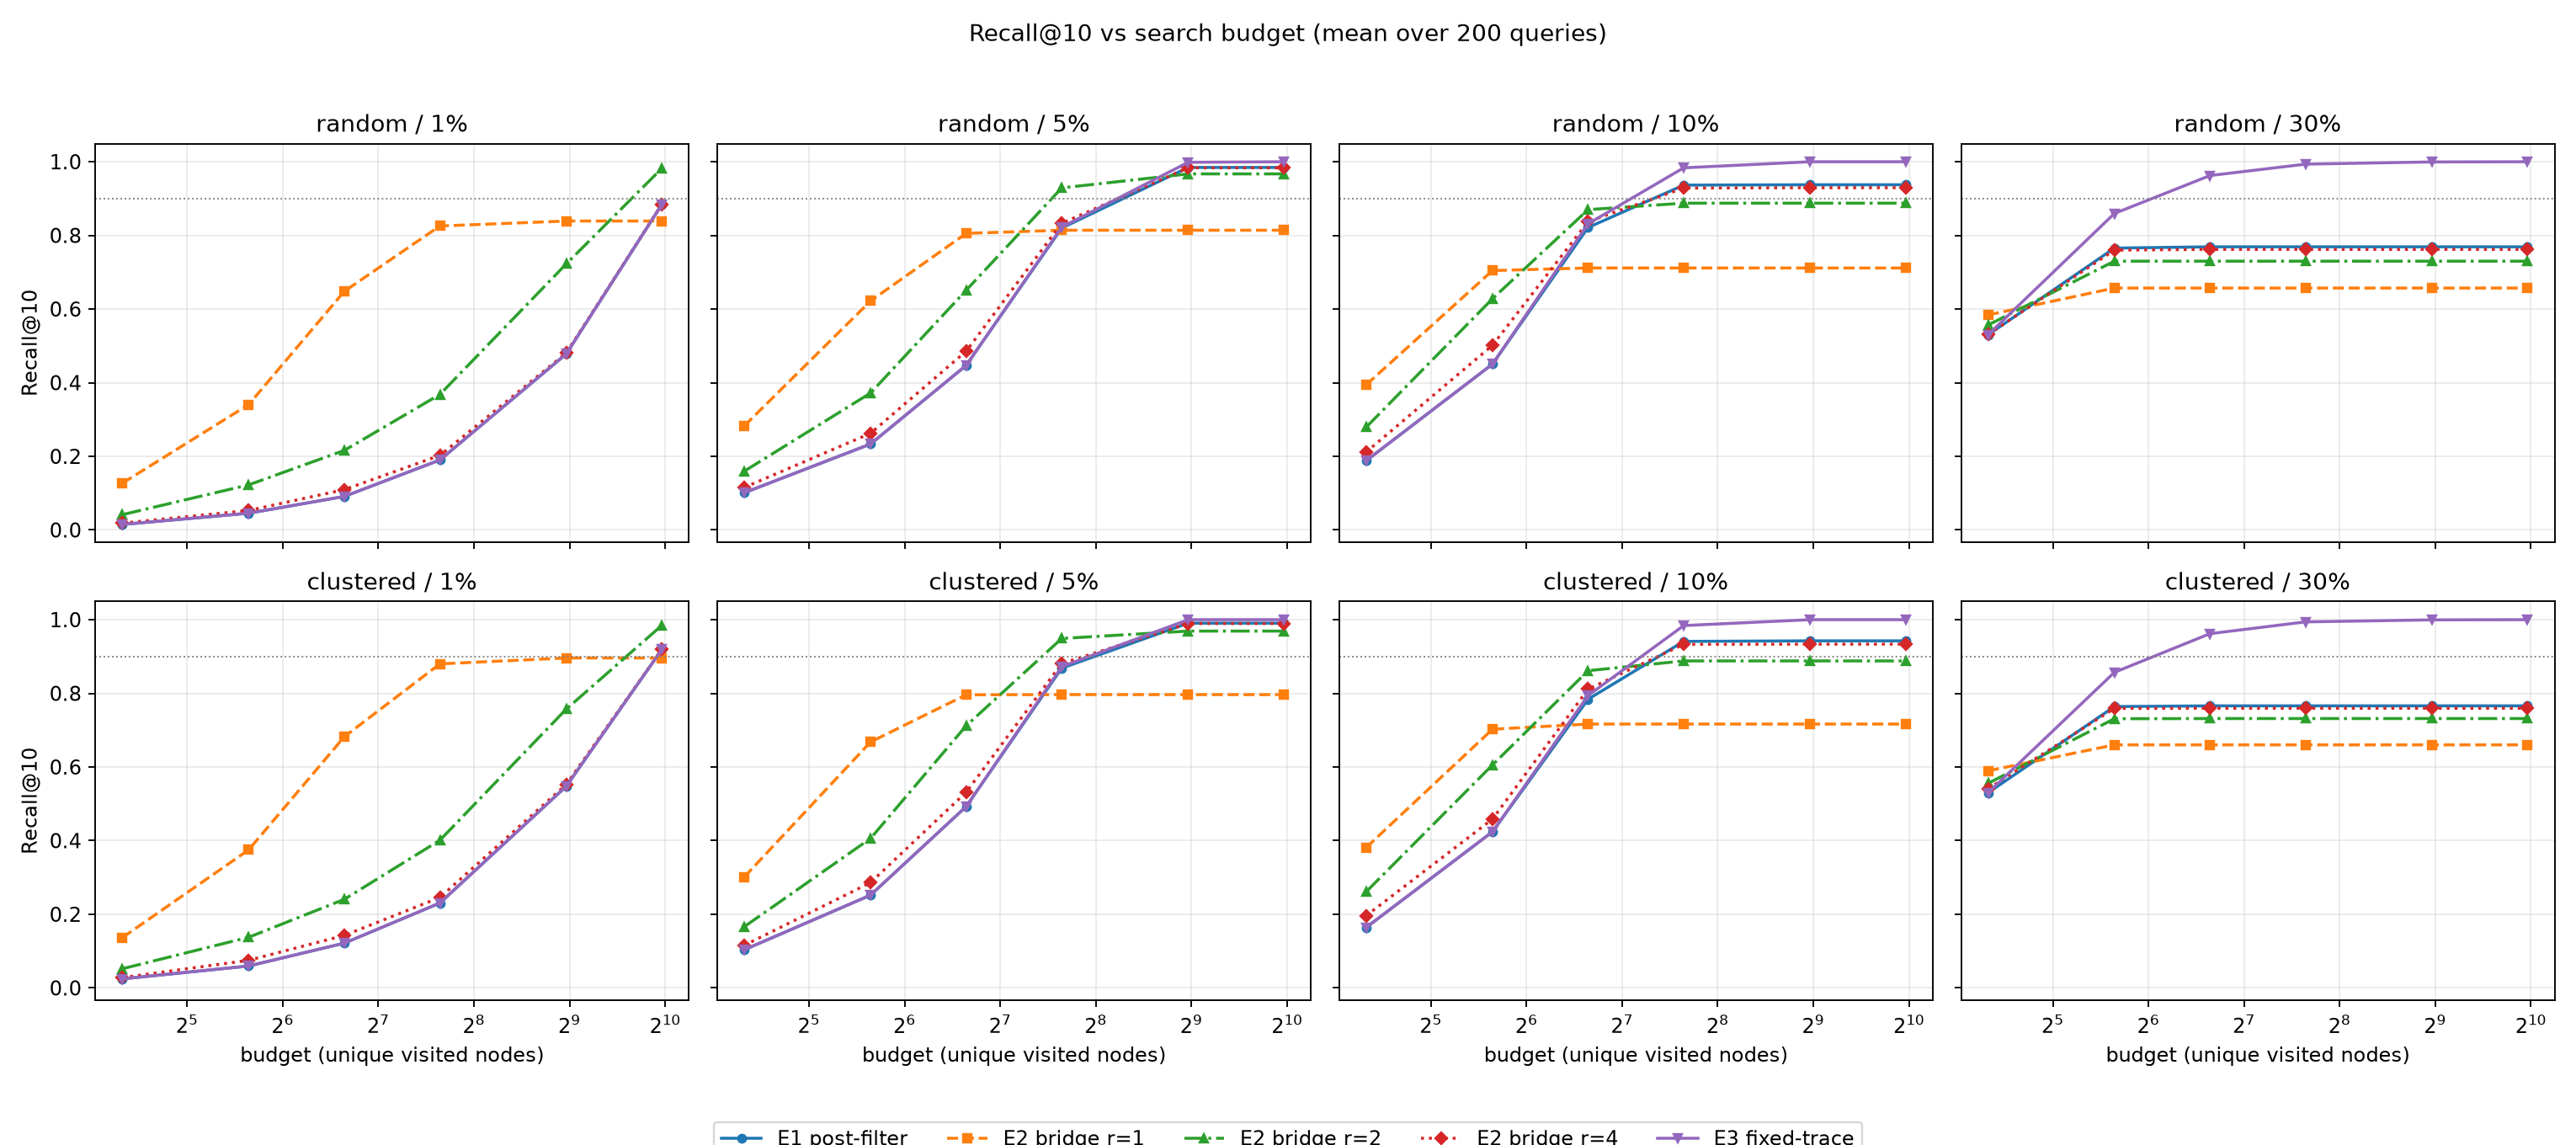 Recall@10 vs search budget (mean over 200 queries)
random / 1%
random / 5%
random / 10%
random / 30%
1.0
0.8
0.6
0.4
0.2
0.0
Recall@10
clustered / 1%
clustered / 5%
clustered / 10%
clustered / 30%
1.0
0.8
0.6
0.4
0.2
0.0
Recall@10
2⁵ 2⁶ 2⁷ 2⁸ 2⁹ 2¹⁰
2⁵ 2⁶ 2⁷ 2⁸ 2⁹ 2¹⁰
2⁵ 2⁶ 2⁷ 2⁸ 2⁹ 2¹⁰
2⁵ 2⁶ 2⁷ 2⁸ 2⁹ 2¹⁰
budget (unique visited nodes)
budget (unique visited nodes)
budget (unique visited nodes)
budget (unique visited nodes)
E1 post-filter E2 bridge r=1 E2 bridge r=2 E2 bridge r=4 E3 fixed-trace